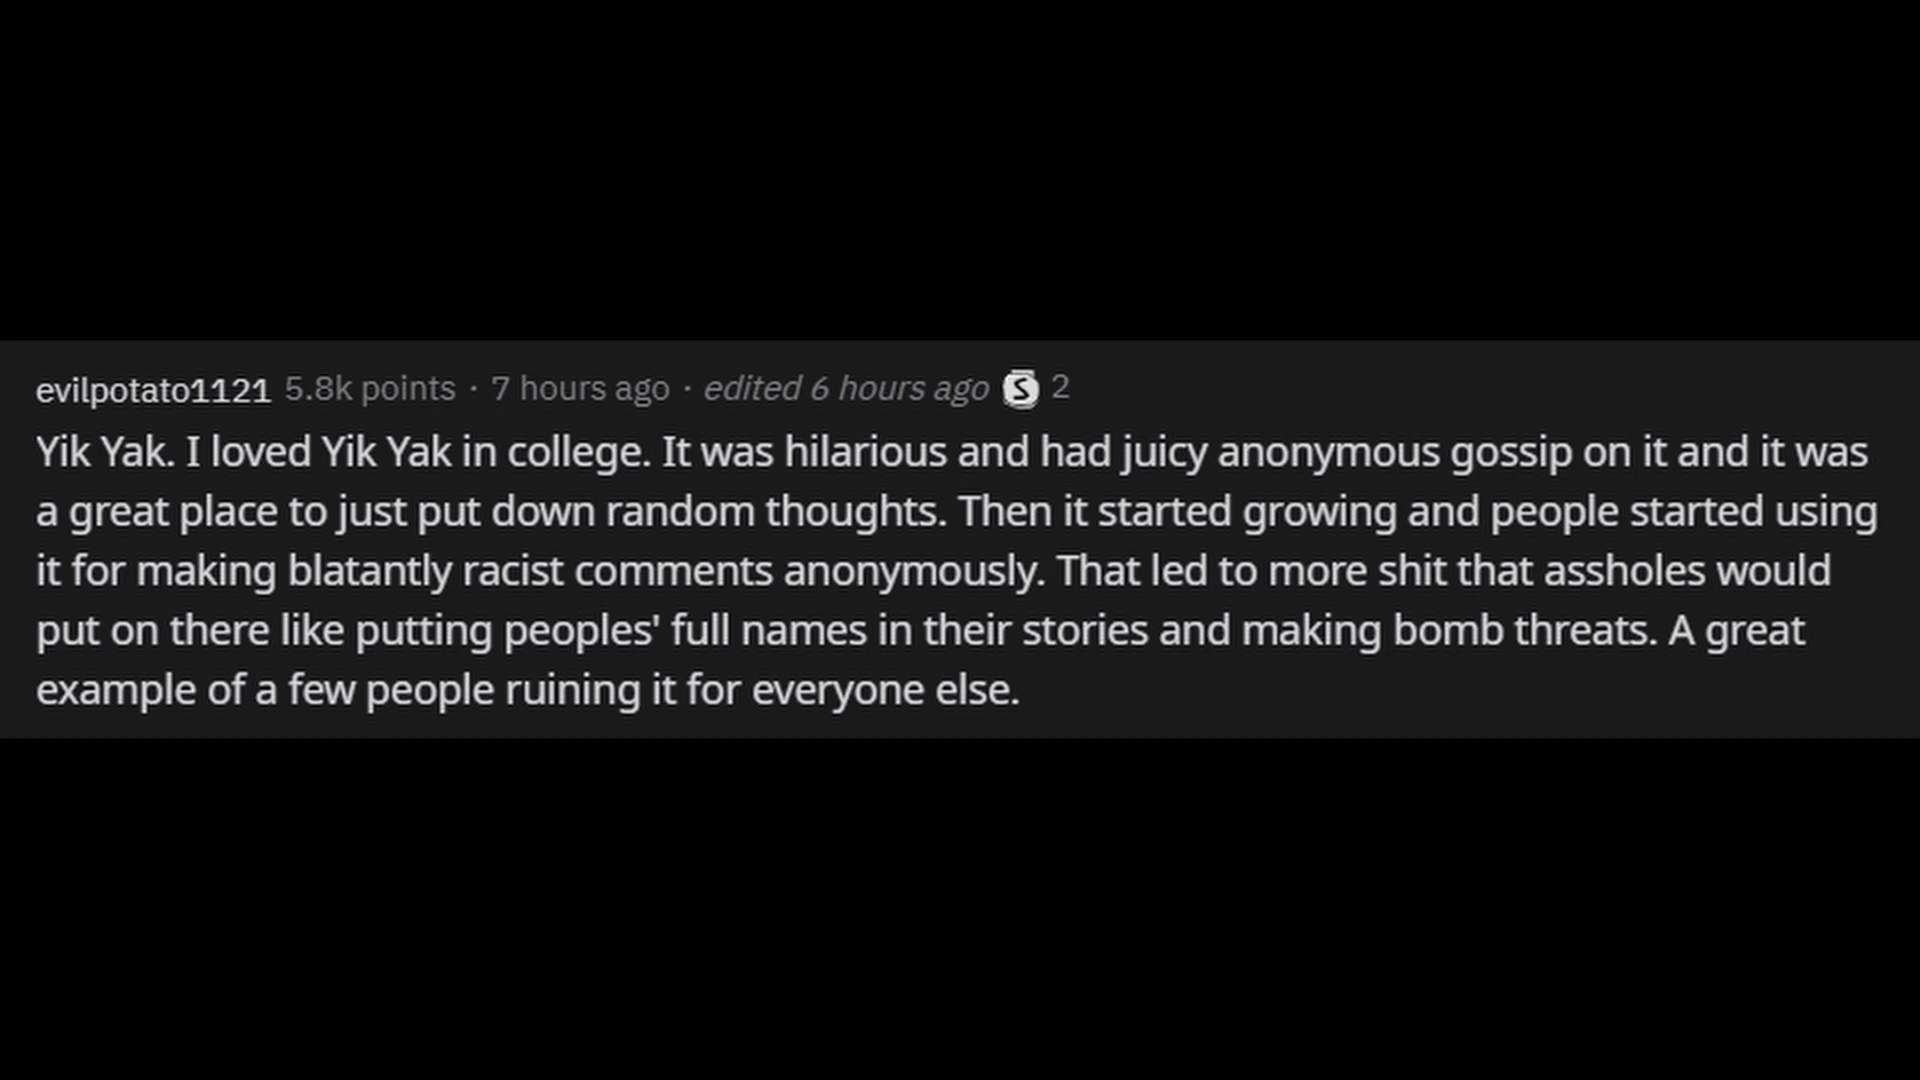 evilpotato1121 5.8k points · 7 hours ago · edited 6 hours ago S 2
Yik Yak. I loved Yik Yak in college. It was hilarious and had juicy anonymous gossip on it and it was
a great place to just put down random thoughts. Then it started growing and people started using
it for making blatantly racist comments anonymously. That led to more shit that assholes would
put on there like putting peoples' full names in their stories and making bomb threats. A great
example of a few people ruining it for everyone else.